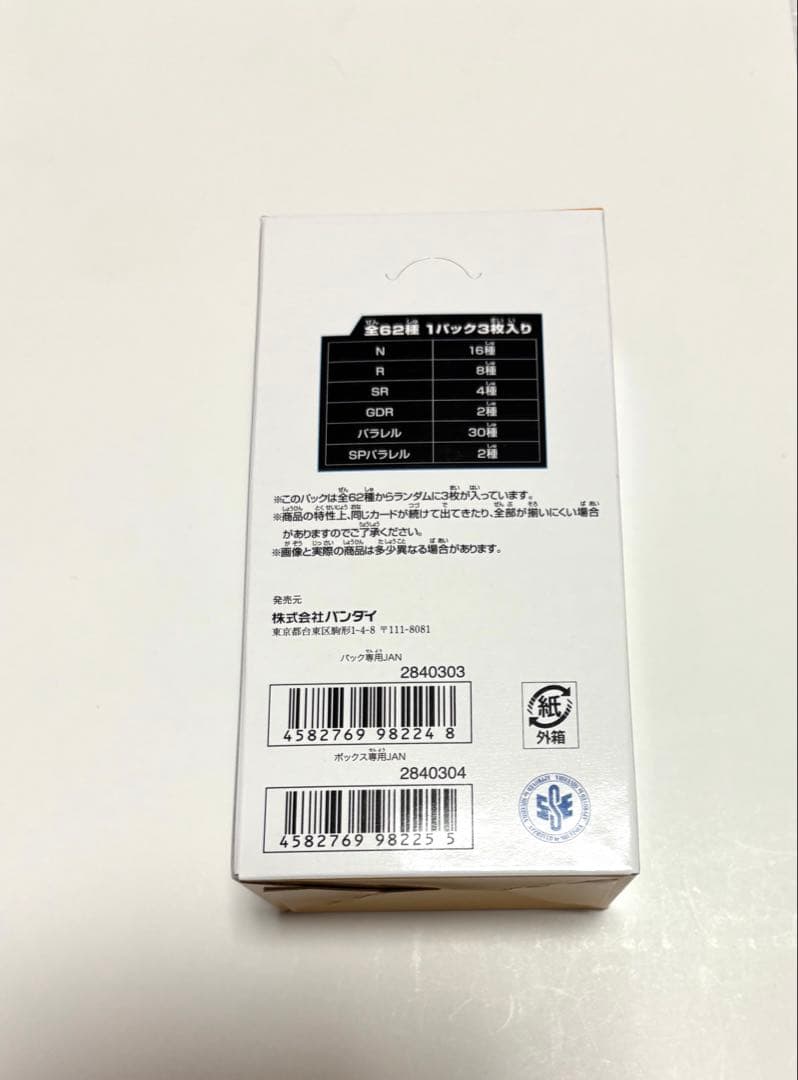 全62種 1パック3枚入り
N 16種
R 8種
SR 4種
GDR 2種
パラレル 30種
SPパラレル 2種
※このパックは全62種からランダムに3枚が入っています。
※商品の特性上、同じカードが続けて出てきたり、全部が揃いにくい場合
がありますのでご了承ください。
※画像と実際の商品は多少異なる場合があります。
発売元
株式会社バンダイ
東京都台東区駒形1-4-8 〒111-8081
パック専用JAN
2840303
4582769 98224 8
紙
外箱
ボックス専用JAN
2840304
4582769 98225 5